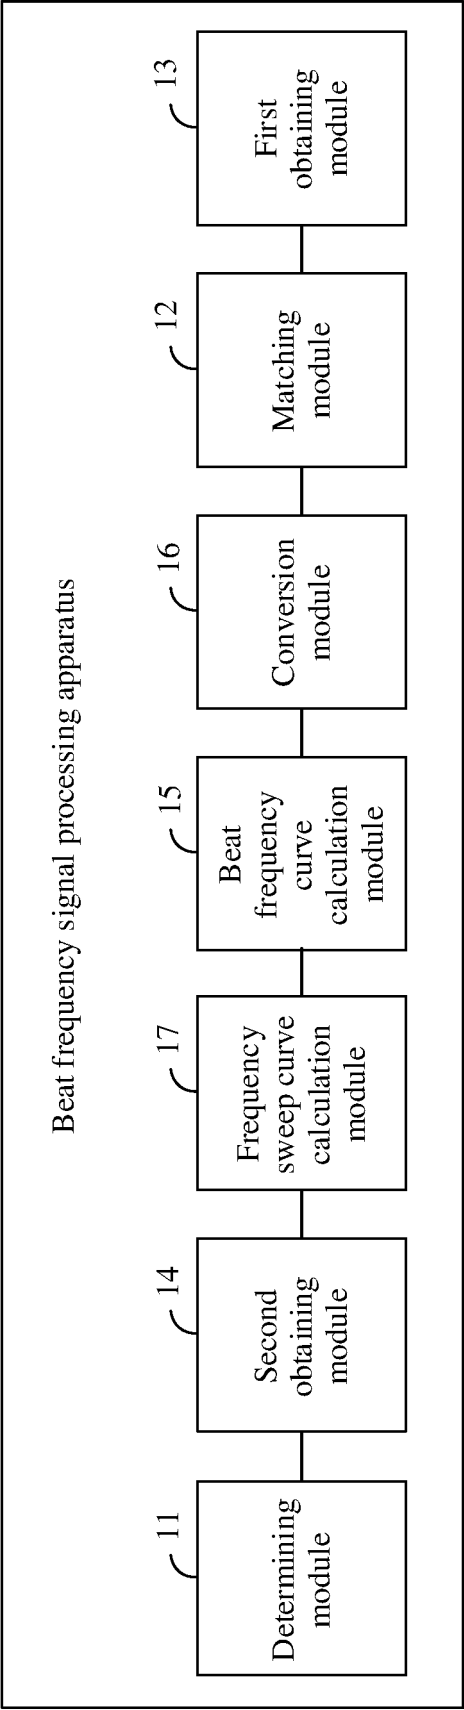 Beat frequency signal processing apparatus
11
Determining
module
14
Second
obtaining
module
17
Frequency
sweep curve
calculation
module
15
Beat
frequency
curve
calculation
module
16
Conversion
module
12
Matching
module
13
First
obtaining
module